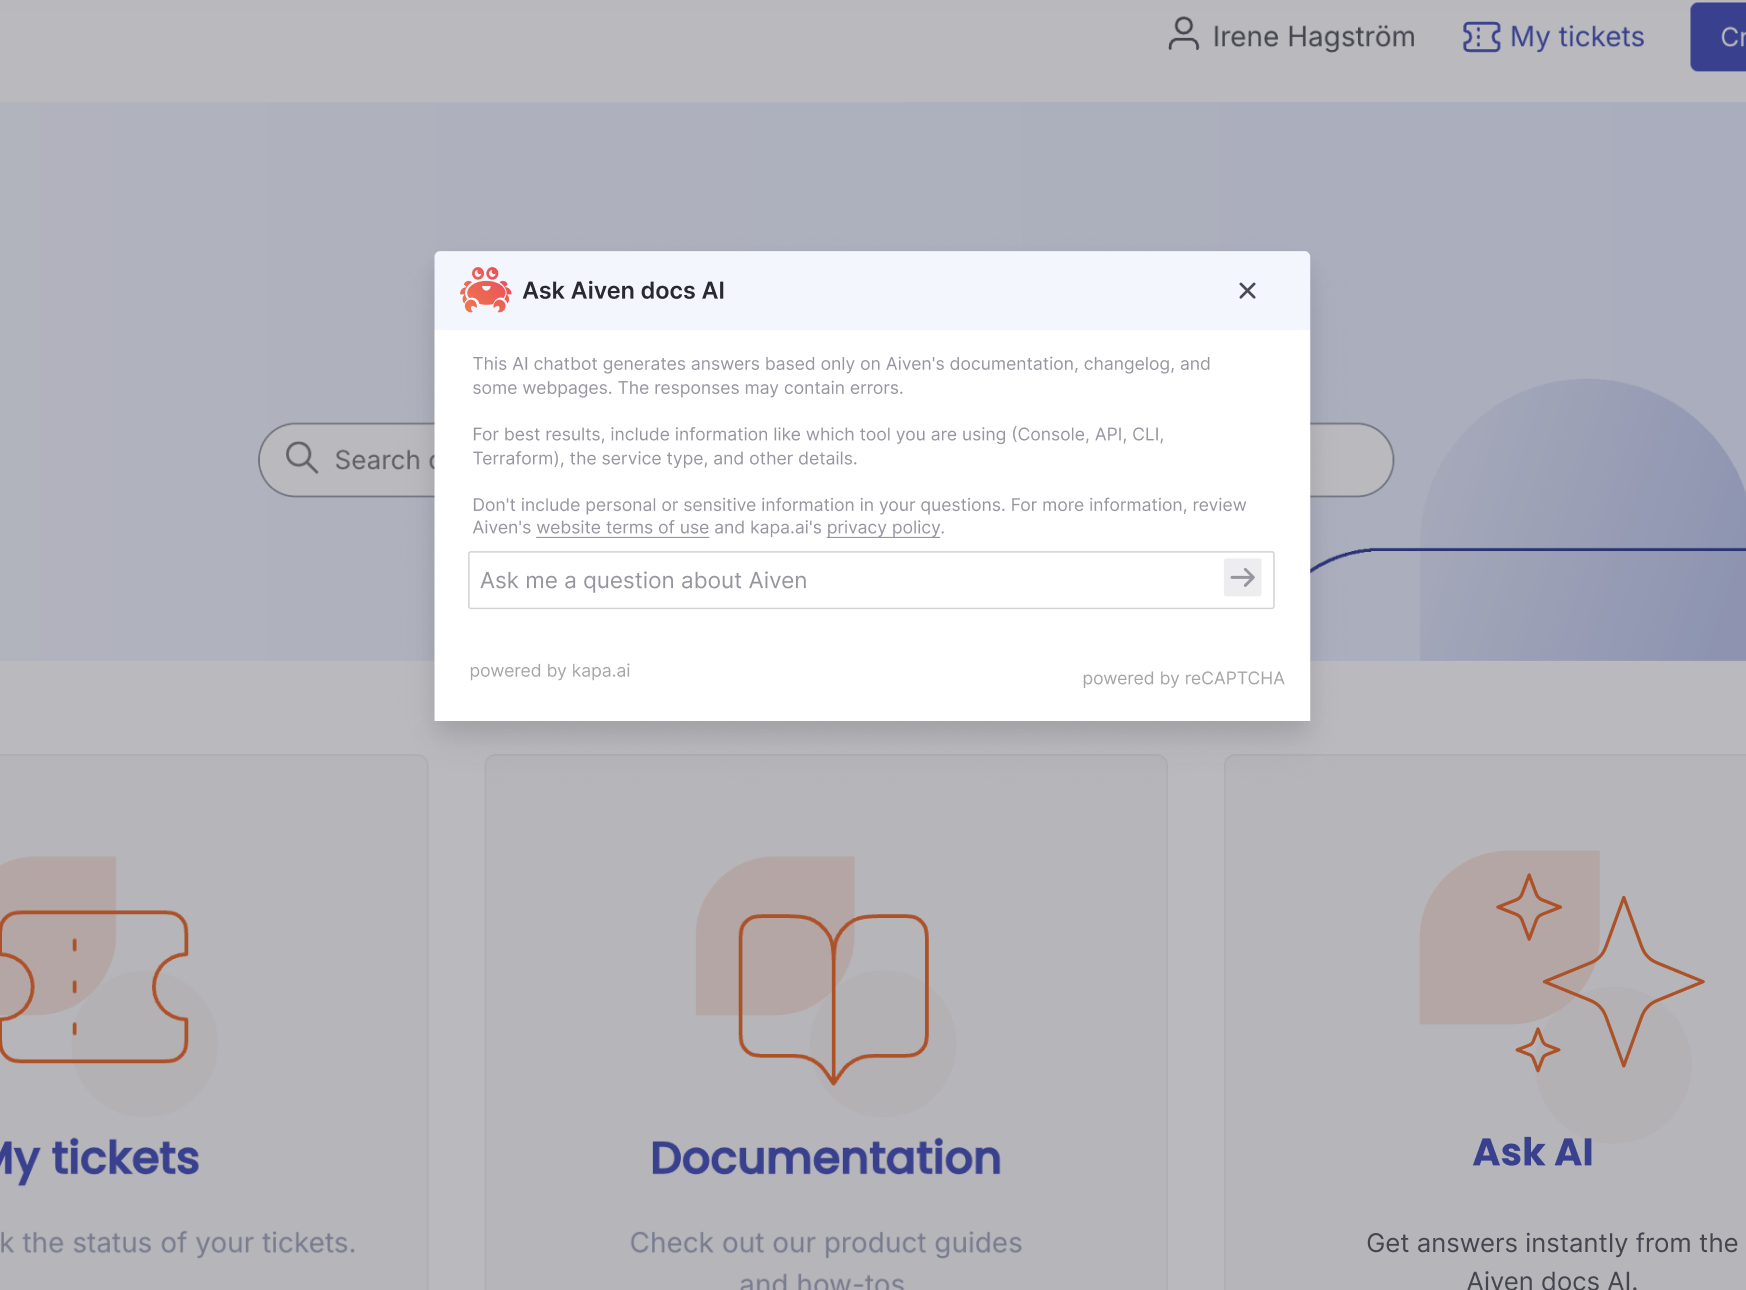 Irene Hagström
My tickets
Ask Aiven docs AI
This AI chatbot generates answers based only on Aiven's documentation, changelog, and
some webpages. The responses may contain errors.
For best results, include information like which tool you are using (Console, API, CLI,
Terraform), the service type, and other details.
Don't include personal or sensitive information in your questions. For more information, review
Aiven's website terms of use and kapa.ai's privacy policy.
Search
Ask me a question about Aiven
powered by kapa.ai
powered by reCAPTCHA
My tickets
the status of your tickets.
Documentation
Check out our product guides
and how-tos.
Ask AI
Get answers instantly from the
Aiven docs AI.